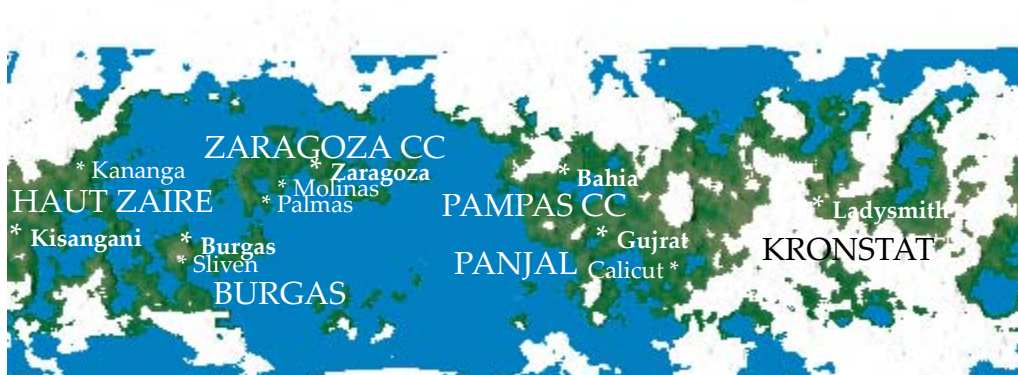 ZARAGOZA CC
* Zaragoza
* Kananga
* Molinas
* Palmas
HAUT ZAIRE
* Kisangani
* Burgas
* Sliven
BURGAS
* Bahia
PAMPAS CC
* Gujrat
PANJAL
Calicut *
* Ladysmith
KRONSTAT